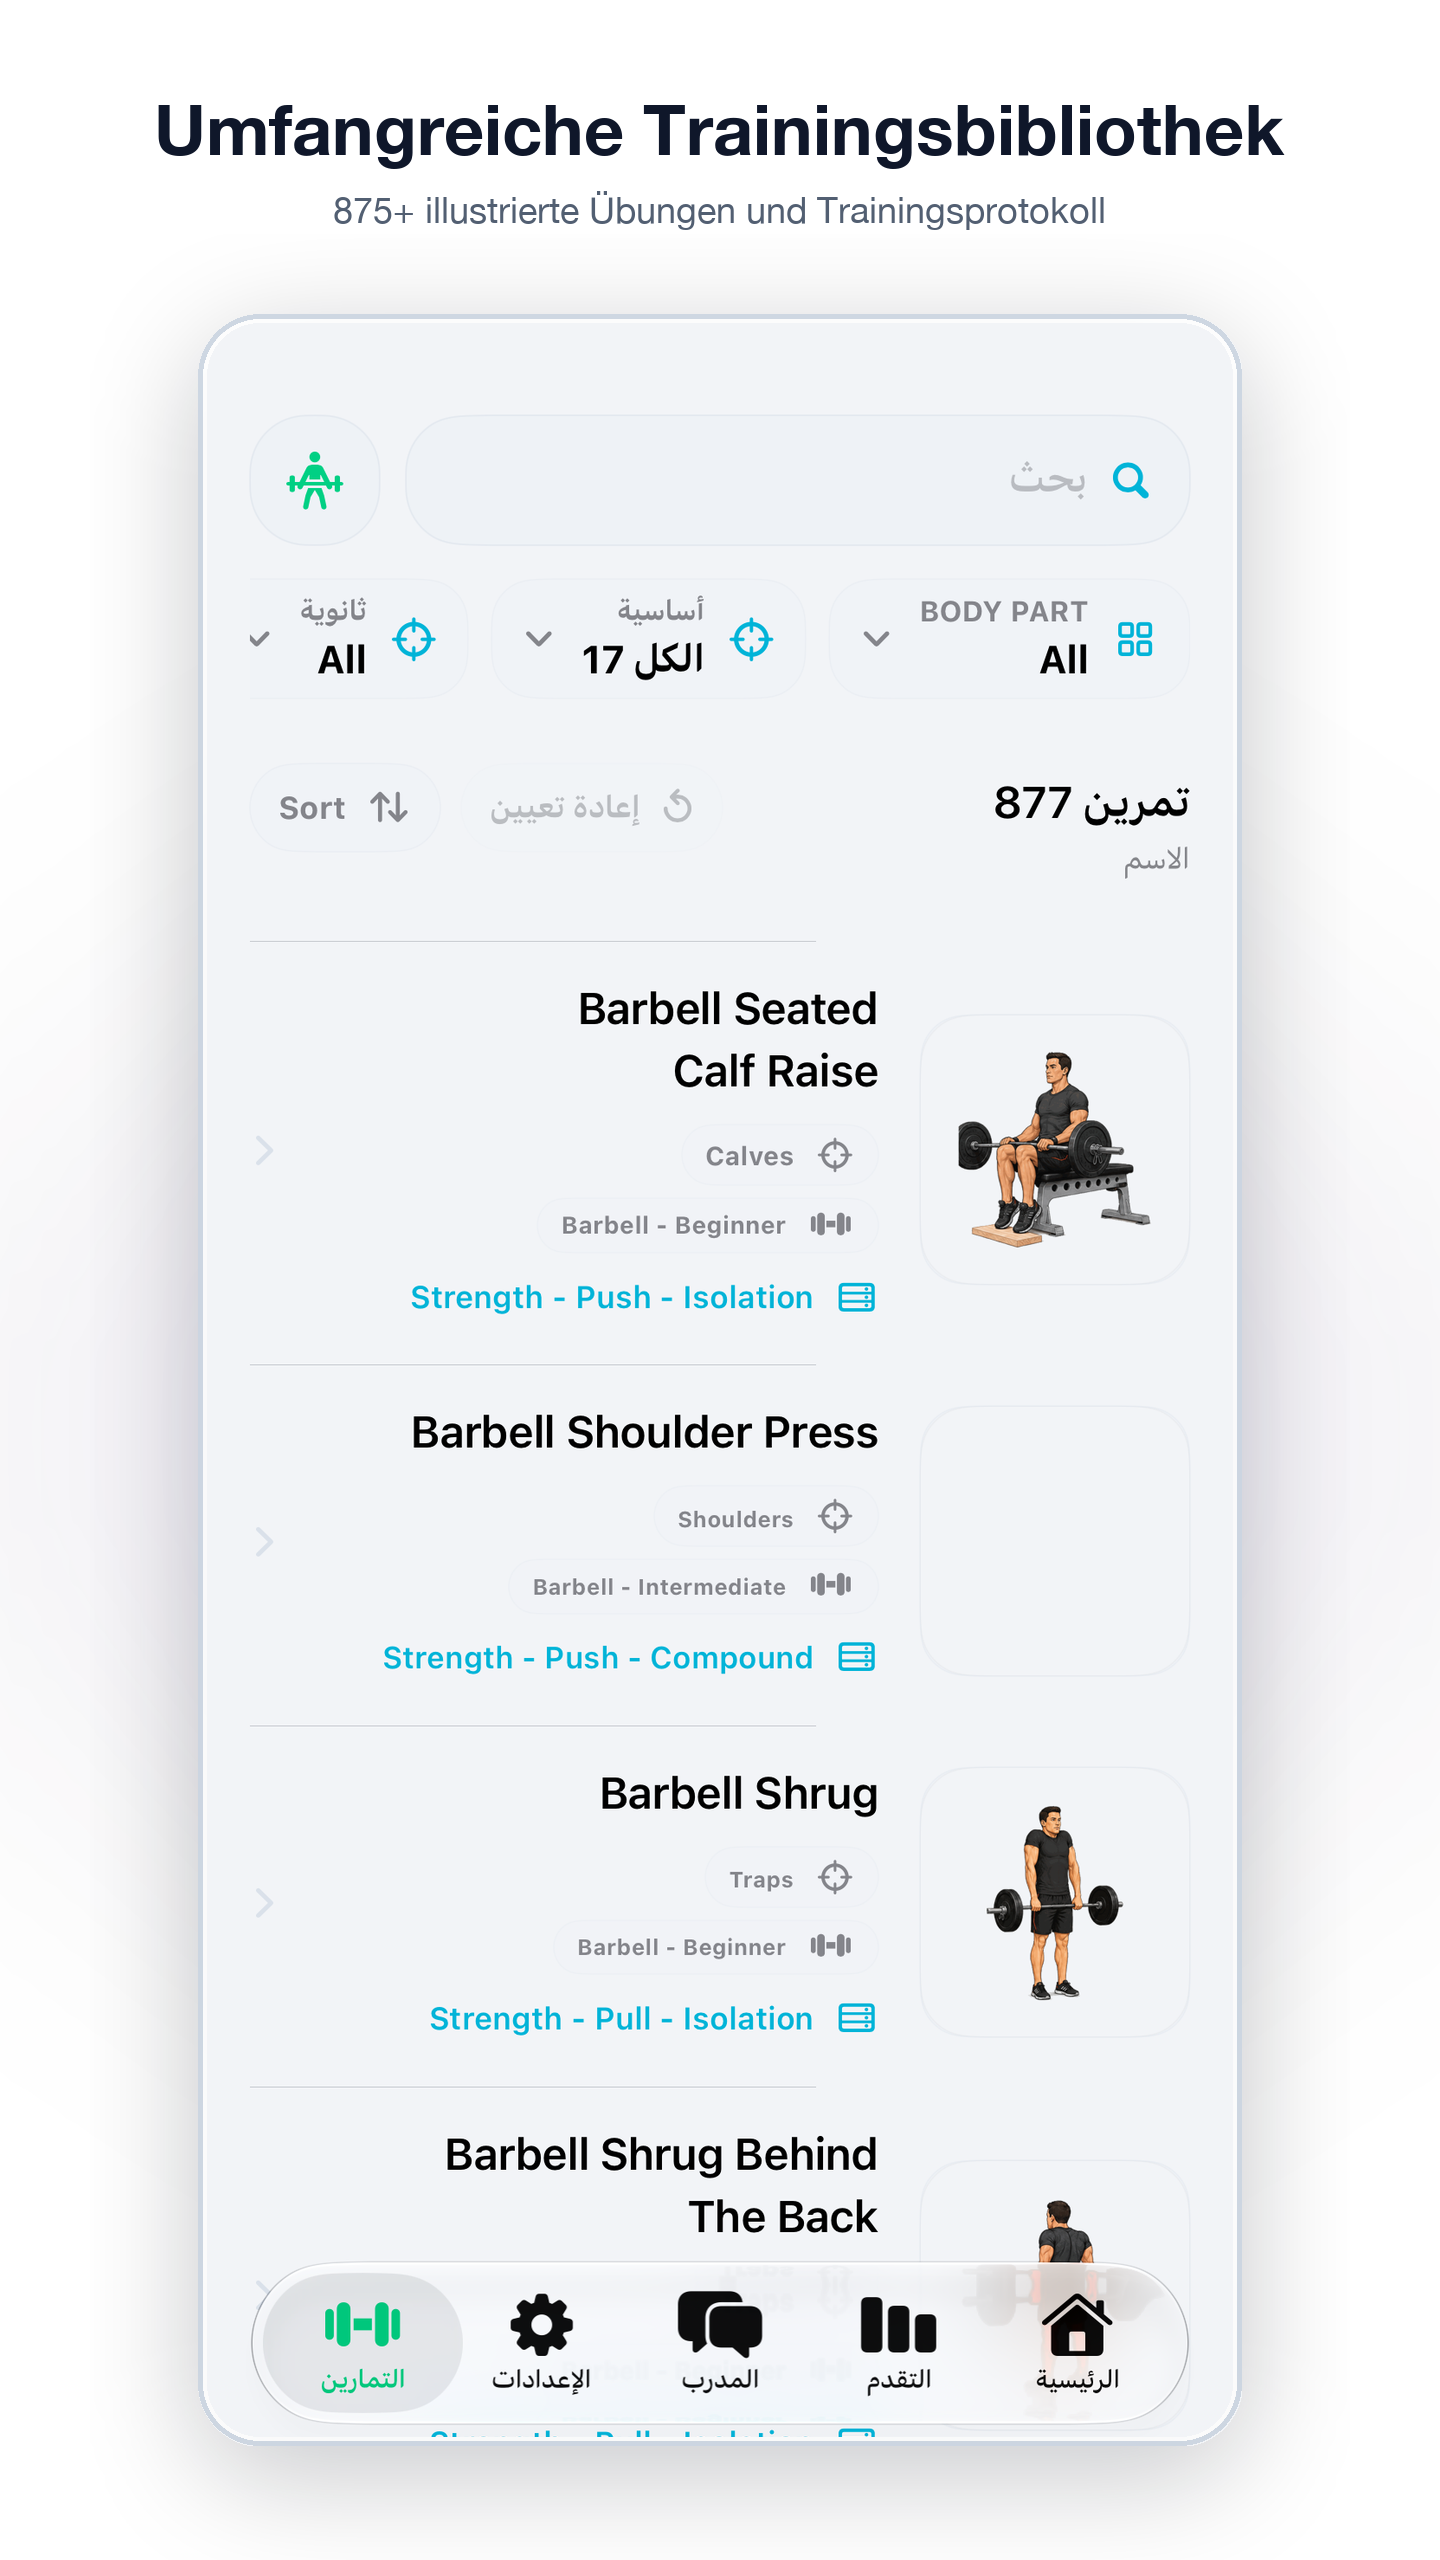 Umfangreiche Trainingsbibliothek
875+ illustrierte Übungen und Trainingsprotokoll
بحث
BODY PART
All
أساسية
الكل 17
ثانوية
All
877 تمرين
الاسم
إعادة تعيين
Sort
Barbell Seated
Calf Raise
Calves
Barbell - Beginner
Strength - Push - Isolation
Barbell Shoulder Press
Shoulders
Barbell - Intermediate
Strength - Push - Compound
Barbell Shrug
Traps
Barbell - Beginner
Strength - Pull - Isolation
Barbell Shrug Behind
The Back
الرئيسية
التقدم
المدرب
الإعدادات
التمارين